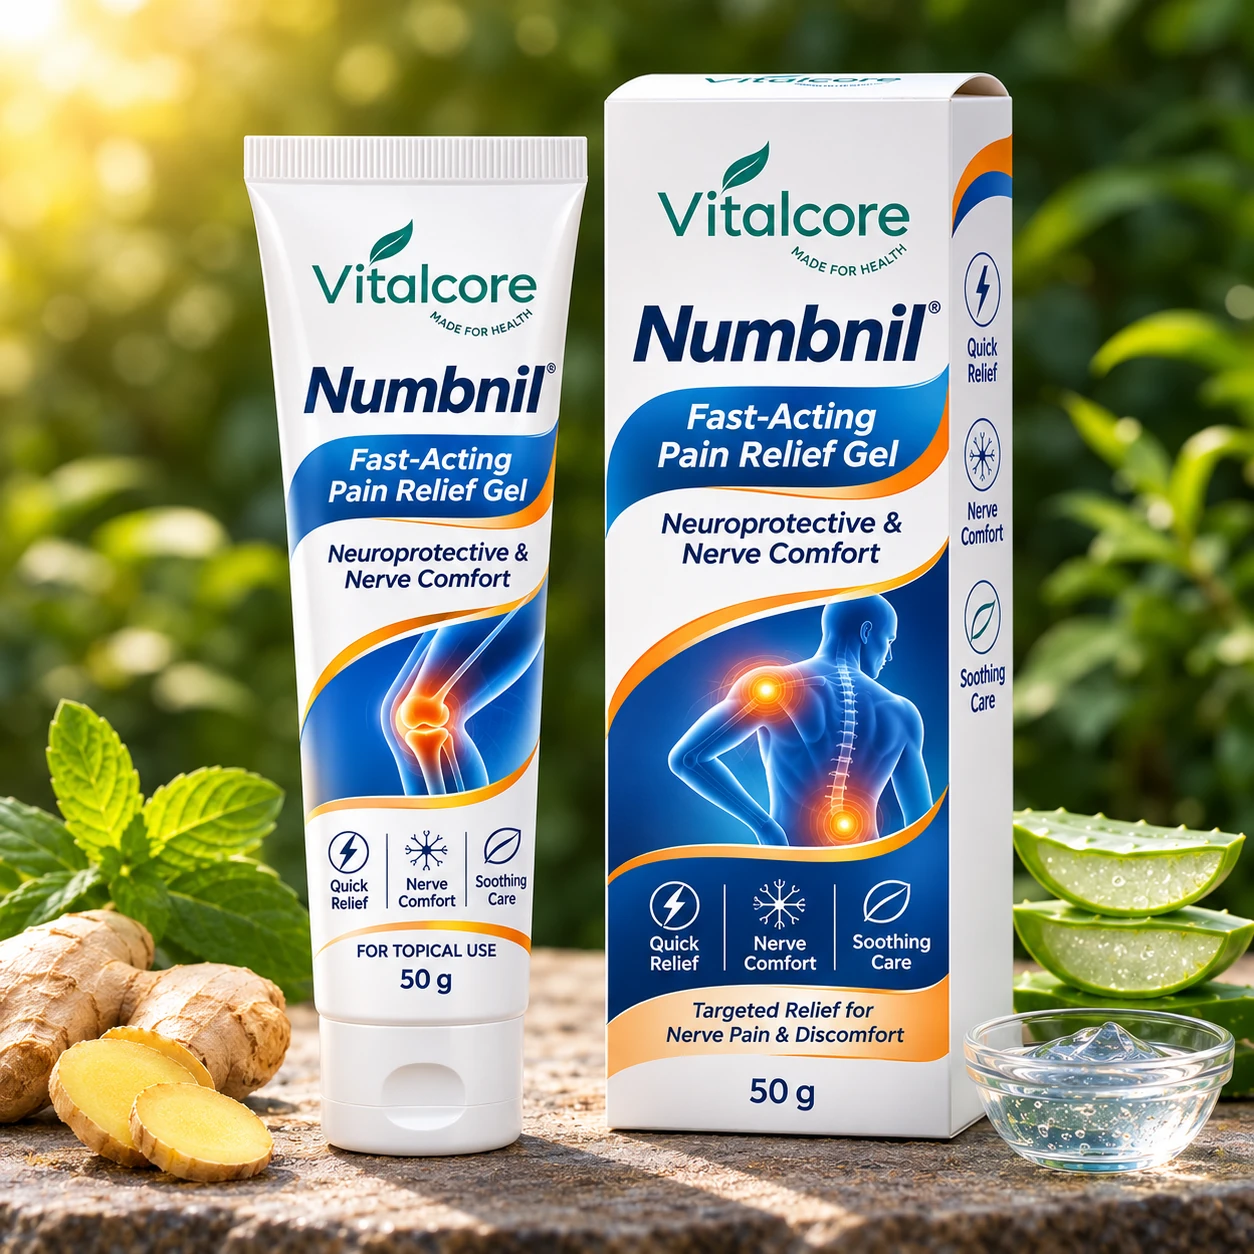 Vitalcore
MADE FOR HEALTH
Numbnil®
Fast-Acting
Pain Relief Gel
Neuroprotective &
Nerve Comfort
Quick
Relief
Nerve
Comfort
Soothing
Care
FOR TOPICAL USE
50 g
Vitalcore
Vitalcore
MADE FOR HEALTH
Numbnil®
Fast-Acting
Pain Relief Gel
Neuroprotective &
Nerve Comfort
Quick
Relief
Nerve
Comfort
Soothing
Care
Targeted Relief for
Nerve Pain & Discomfort
50 g
Quick
Relief
Nerve
Comfort
Soothing
Care